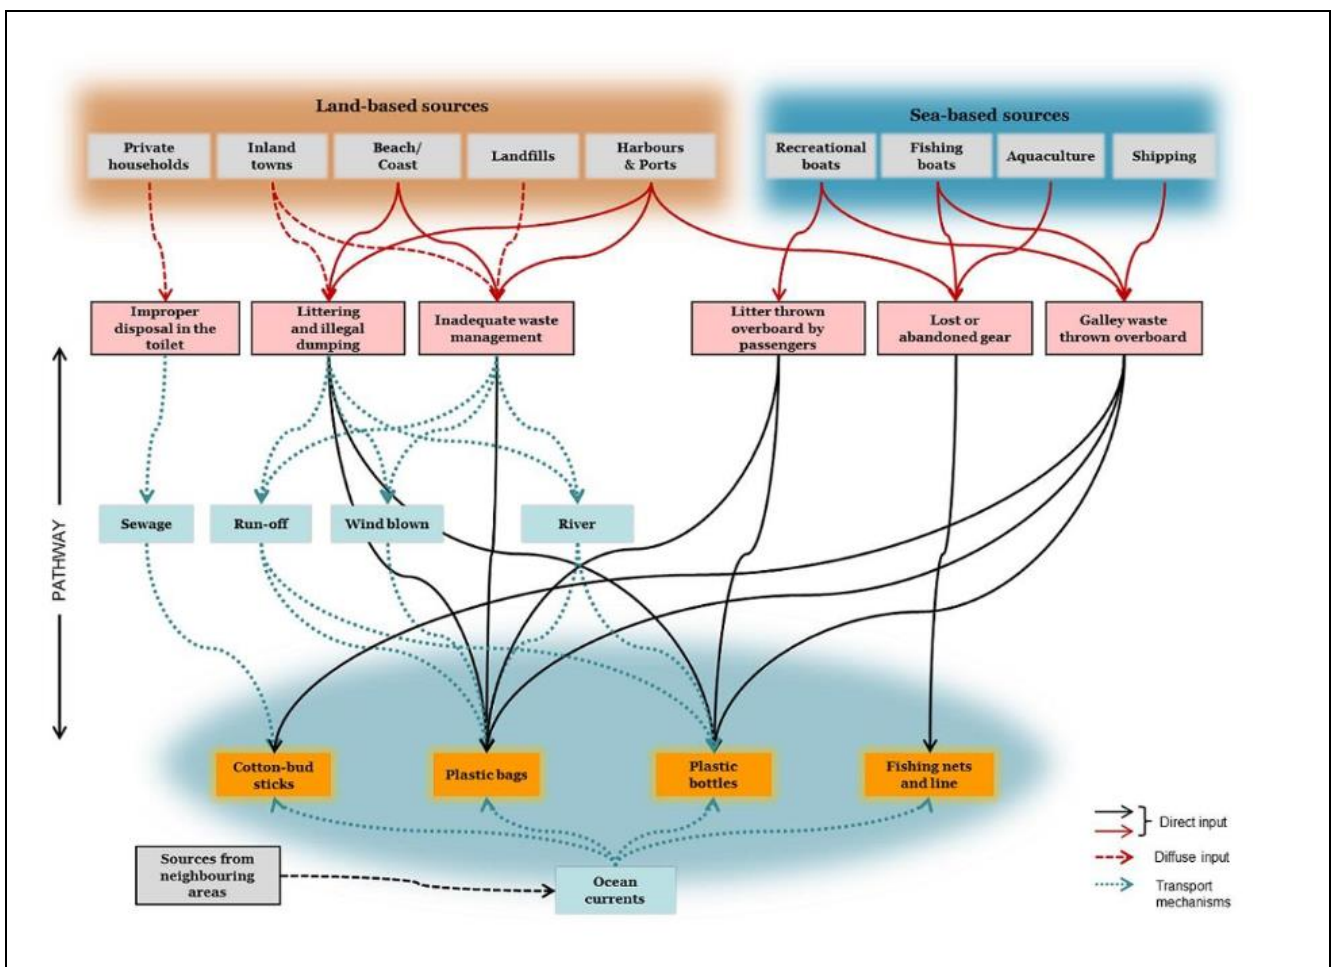 Land-based sources
Sea-based sources
Private
households
Inland
towns
Beach/
Coast
Landfills
Harbours
& Ports
Recreational
boats
Fishing
boats
Aquaculture
Shipping
Improper
disposal in the
toilet
Littering
and illegal
dumping
Inadequate waste
management
Litter thrown
overboard by
passengers
Lost or
abandoned gear
Galley waste
thrown overboard
PATHWAY
Sewage
Run-off
Wind blown
River
Cotton-bud
sticks
Plastic bags
Plastic
bottles
Fishing nets
and line
Sources from
neighbouring
areas
Ocean
currents
Direct input
Diffuse input
Transport
mechanisms